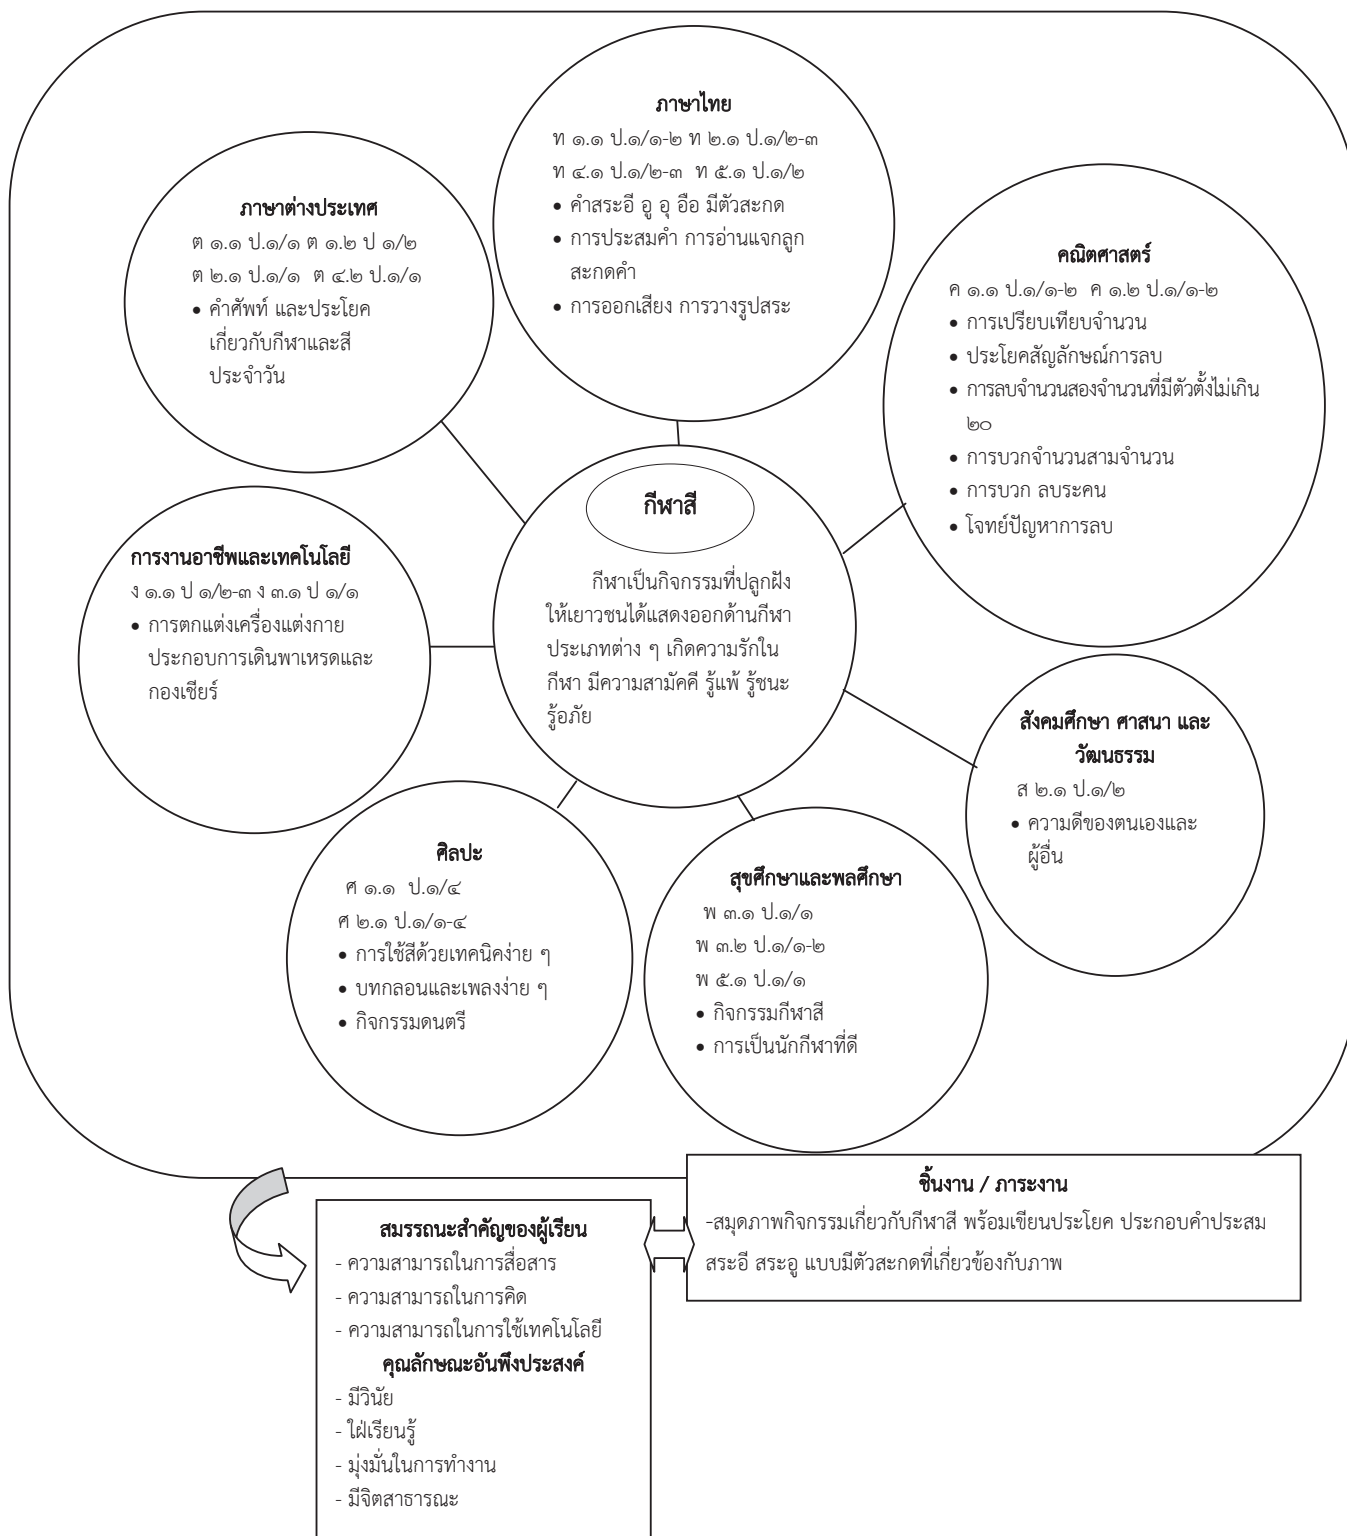 ภาษาไทย
ท ๑.๑ ป.๑/๑-๒ ท ๒.๑ ป.๑/๒-๓
ท ๔.๑ ป.๑/๒-๓ ท ๕.๑ ป.๑/๒
• คำสระอี อู อุ อือ มีตัวสะกด
• การประสมคำ การอ่านแจกลูก
สะกดคำ
• การออกเสียง การวางรูปสระ
ภาษาต่างประเทศ
ต ๑.๑ ป.๑/๑ ต ๑.๒ ป ๑/๒
ต ๒.๑ ป.๑/๑ ต ๔.๒ ป.๑/๑
• คำศัพท์ และประโยค
เกี่ยวกับกีฬาและสี
ประจำวัน
คณิตศาสตร์
ค ๑.๑ ป.๑/๑-๒ ค ๑.๒ ป.๑/๑-๒
• การเปรียบเทียบจำนวน
• ประโยคสัญลักษณ์การลบ
• การลบจำนวนสองจำนวนที่มีตัวตั้งไม่เกิน
๒๐
• การบวกจำนวนสามจำนวน
• การบวก ลบระคน
• โจทย์ปัญหาการลบ
กีฬาสี
กีฬาเป็นกิจกรรมที่ปลูกฝัง
ให้เยาวชนได้แสดงออกด้านกีฬา
ประเภทต่าง ๆ เกิดความรักใน
กีฬา มีความสามัคคี รู้แพ้ รู้ชนะ
รู้อภัย
การงานอาชีพและเทคโนโลยี
ง ๑.๑ ป ๑/๒-๓ ง ๓.๑ ป ๑/๑
• การตกแต่งเครื่องแต่งกาย
ประกอบการเดินพาเหรดและ
กองเชียร์
สังคมศึกษา ศาสนา และ
วัฒนธรรม
ส ๒.๑ ป.๑/๒
• ความดีของตนเองและ
ผู้อื่น
ศิลปะ
ศ ๑.๑ ป.๑/๔
ศ ๒.๑ ป.๑/๑-๔
• การใช้สีด้วยเทคนิคง่าย ๆ
• บทกลอนและเพลงง่าย ๆ
• กิจกรรมดนตรี
สุขศึกษาและพลศึกษา
พ ๓.๑ ป.๑/๑
พ ๓.๒ ป.๑/๑-๒
พ ๕.๑ ป.๑/๑
• กิจกรรมกีฬาสี
• การเป็นนักกีฬาที่ดี
ชิ้นงาน / ภาระงาน
-สมุดภาพกิจกรรมเกี่ยวกับกีฬาสี พร้อมเขียนประโยค ประกอบคำประสม
สระอี สระอู แบบมีตัวสะกดที่เกี่ยวข้องกับภาพ
สมรรถนะสำคัญของผู้เรียน
- ความสามารถในการสื่อสาร
- ความสามารถในการคิด
- ความสามารถในการใช้เทคโนโลยี
คุณลักษณะอันพึงประสงค์
- มีวินัย
- ใฝ่เรียนรู้
- มุ่งมั่นในการทำงาน
- มีจิตสาธารณะ